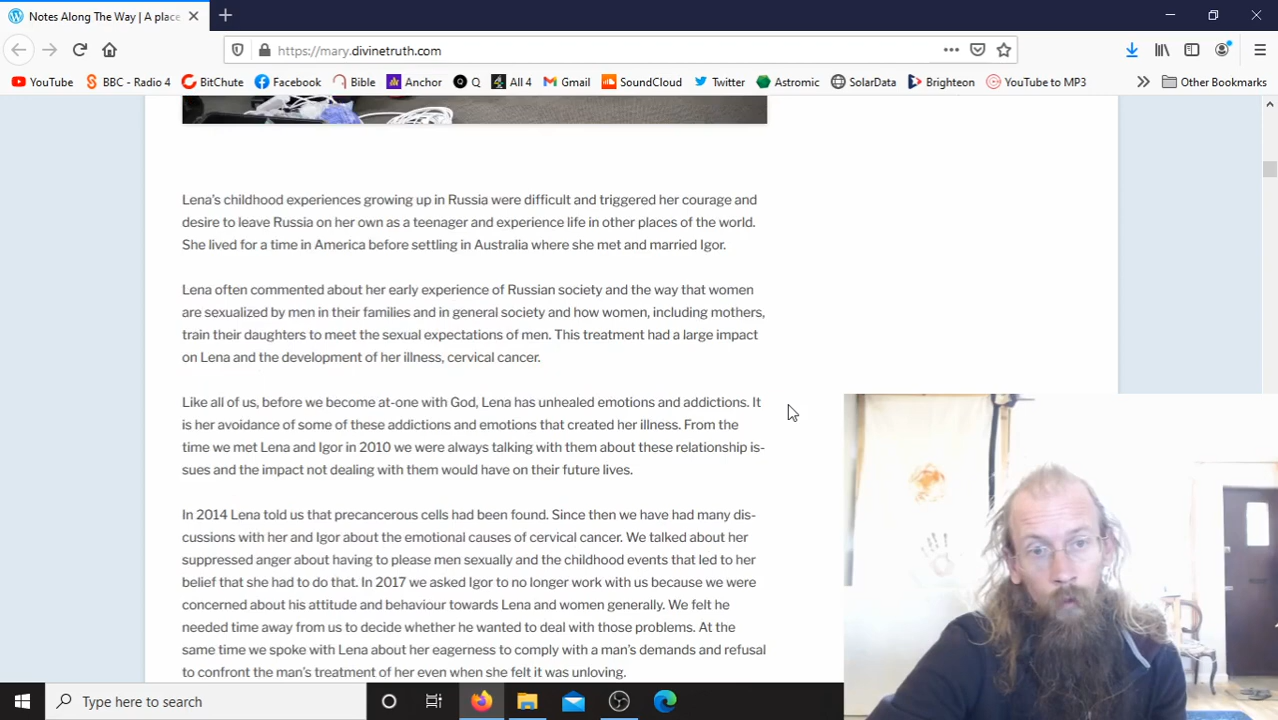 Notes Along The Way | A place
https://mary.divinetruth.com
YouTube BBC - Radio 4 BitChute Facebook Bible Anchor Q All 4 Gmail SoundCloud Twitter Astromic SolarData Brighteon YouTube to MP3 Other Bookmarks
Lena's childhood experiences growing up in Russia were difficult and triggered her courage and
desire to leave Russia on her own as a teenager and experience life in other places of the world.
She lived for a time in America before settling in Australia where she met and married Igor.
Lena often commented about her early experience of Russian society and the way that women
are sexualized by men in their families and in general society and how women, including mothers,
train their daughters to meet the sexual expectations of men. This treatment had a large impact
on Lena and the development of her illness, cervical cancer.
Like all of us, before we become at-one with God, Lena has unhealed emotions and addictions. It
is her avoidance of some of these addictions and emotions that created her illness. From the
time we met Lena and Igor in 2010 we were always talking with them about these relationship is-
sues and the impact not dealing with them would have on their future lives.
In 2014 Lena told us that precancerous cells had been found. Since then we have had many dis-
cussions with her and Igor about the emotional causes of cervical cancer. We talked about her
suppressed anger about having to please men sexually and the childhood events that led to her
belief that she had to do that. In 2017 we asked Igor to no longer work with us because we were
concerned about his attitude and behaviour towards Lena and women generally. We felt he
needed time away from us to decide whether he wanted to deal with those problems. At the
same time we spoke with Lena about her eagerness to comply with a man's demands and refusal
to confront the man's treatment of her even when she felt it was unloving.
Type here to search